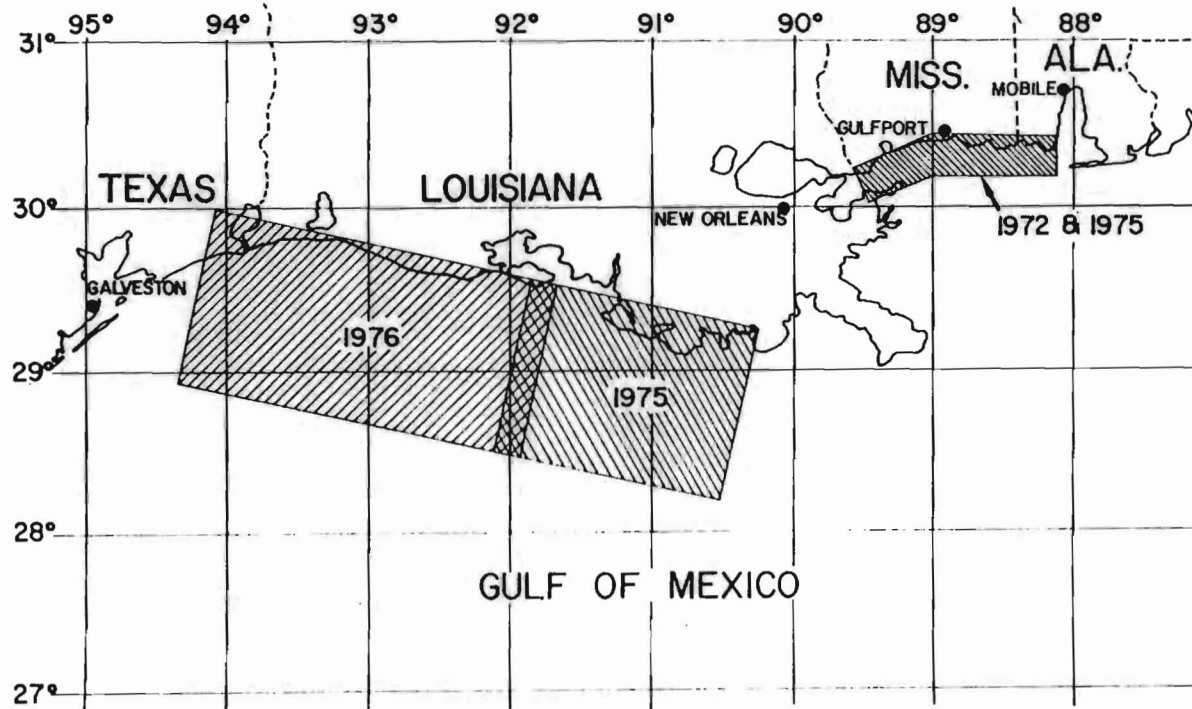 95° 94° 93° 92° 91° 90° 89° 88°
31°
ALA.
MISS.
MOBILE
GULFPORT
TEXAS LOUISIANA
30°
NEW ORLEANS
1972 & 1975
GALVESTON
1976
29°
1975
28°
GULF OF MEXICO
27°